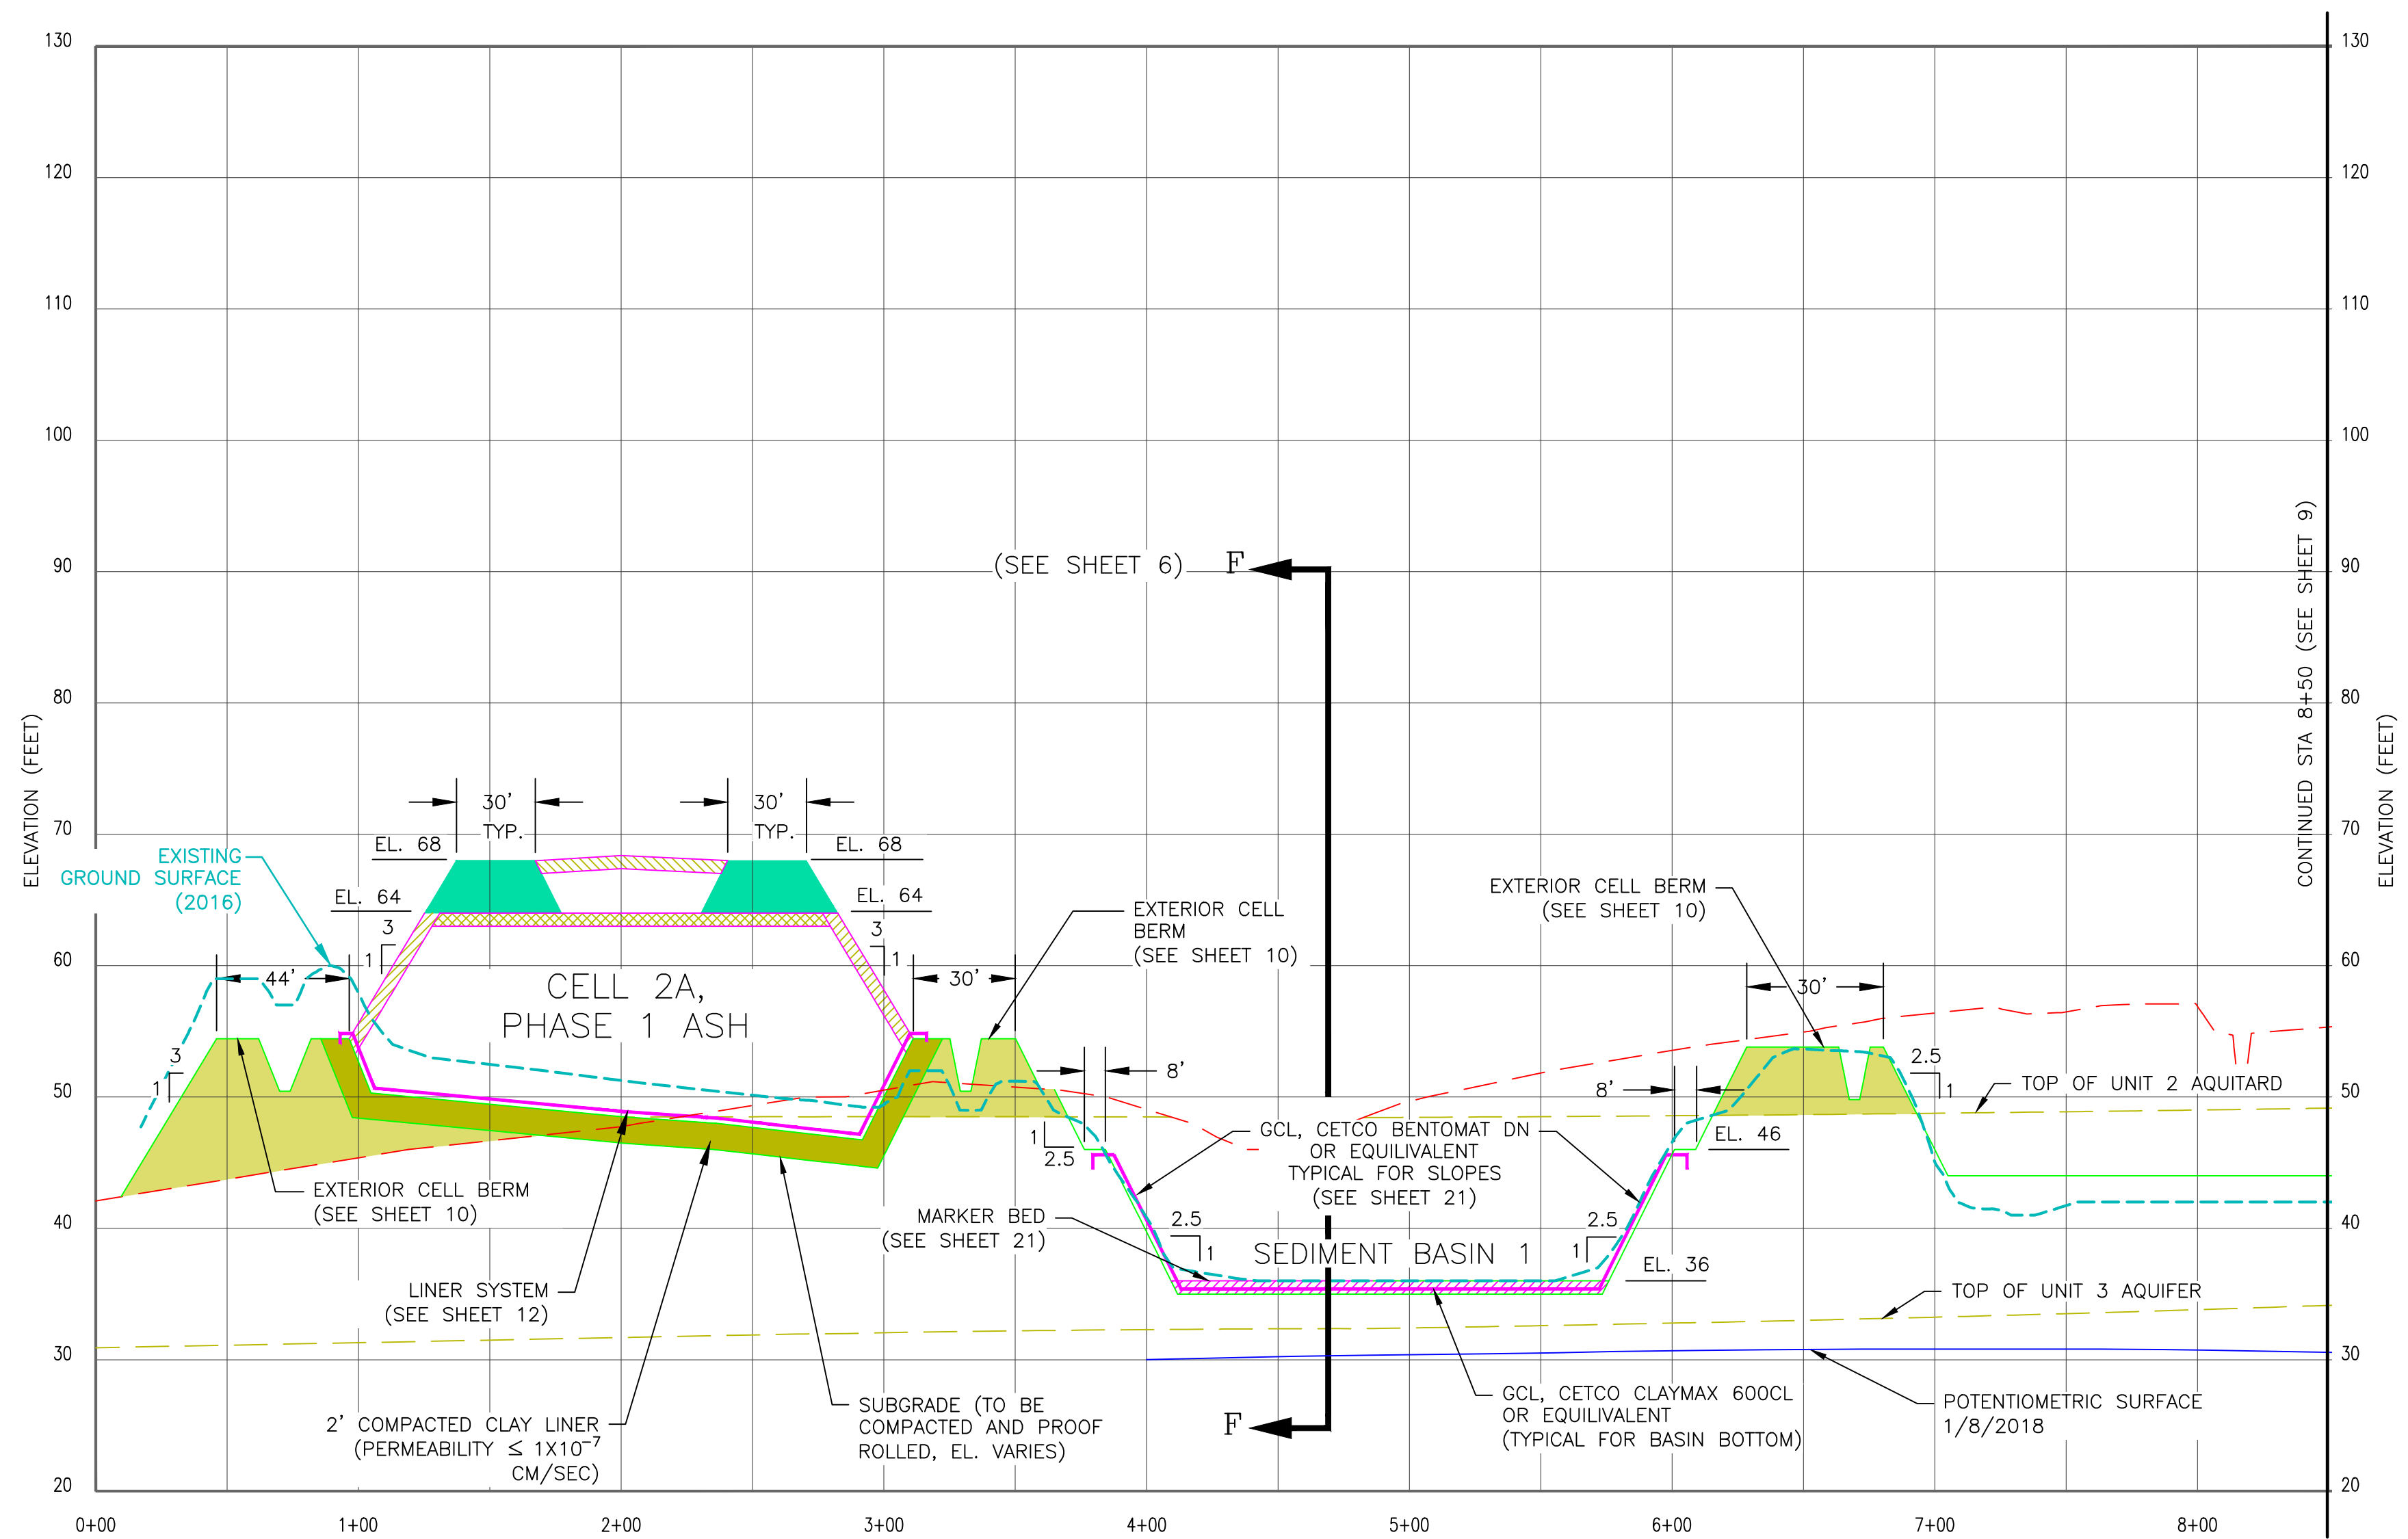 130
120
110
100
90
80
70
60
50
40
30
20
ELEVATION (FEET)
0+00
1+00
2+00
3+00
4+00
5+00
6+00
7+00
8+00
130
120
110
100
90
80
70
60
50
40
30
20
ELEVATION (FEET)
CONTINUED STA 8+50 (SEE SHEET 9)
(SEE SHEET 6)
F
F
30'
TYP.
30'
TYP.
EL. 68
EL. 68
EL. 64
EL. 64
3
1
3
1
EXISTING
GROUND SURFACE
(2016)
44'
3
1
CELL 2A,
PHASE 1 ASH
30'
EXTERIOR CELL
BERM
(SEE SHEET 10)
8'
1
2.5
EXTERIOR CELL BERM
(SEE SHEET 10)
30'
2.5
1
8'
EL. 46
TOP OF UNIT 2 AQUITARD
GCL, CETCO BENTOMAT DN
OR EQUILIVALENT
TYPICAL FOR SLOPES
(SEE SHEET 21)
EXTERIOR CELL BERM
(SEE SHEET 10)
MARKER BED
(SEE SHEET 21)
2.5
1
2.5
1
SEDIMENT BASIN 1
EL. 36
LINER SYSTEM
(SEE SHEET 12)
TOP OF UNIT 3 AQUIFER
2' COMPACTED CLAY LINER
(PERMEABILITY ≤ 1X10⁻⁷
CM/SEC)
SUBGRADE (TO BE
COMPACTED AND PROOF
ROLLED, EL. VARIES)
GCL, CETCO CLAYMAX 600CL
OR EQUILIVALENT
(TYPICAL FOR BASIN BOTTOM)
POTENTIOMETRIC SURFACE
1/8/2018